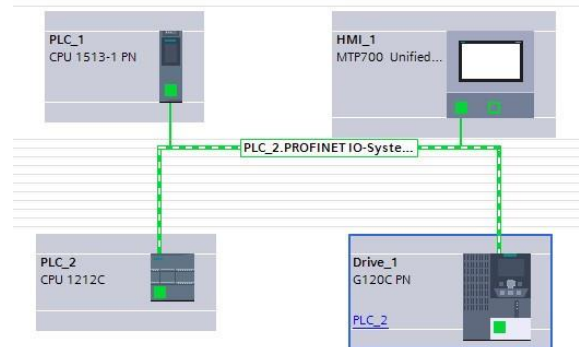 PLC_1
CPU 1513-1 PN
HMI_1
MTP700 Unified...
PLC_2.PROFINET IO-Syste...
PLC_2
CPU 1212C
Drive_1
G120C PN
PLC_2